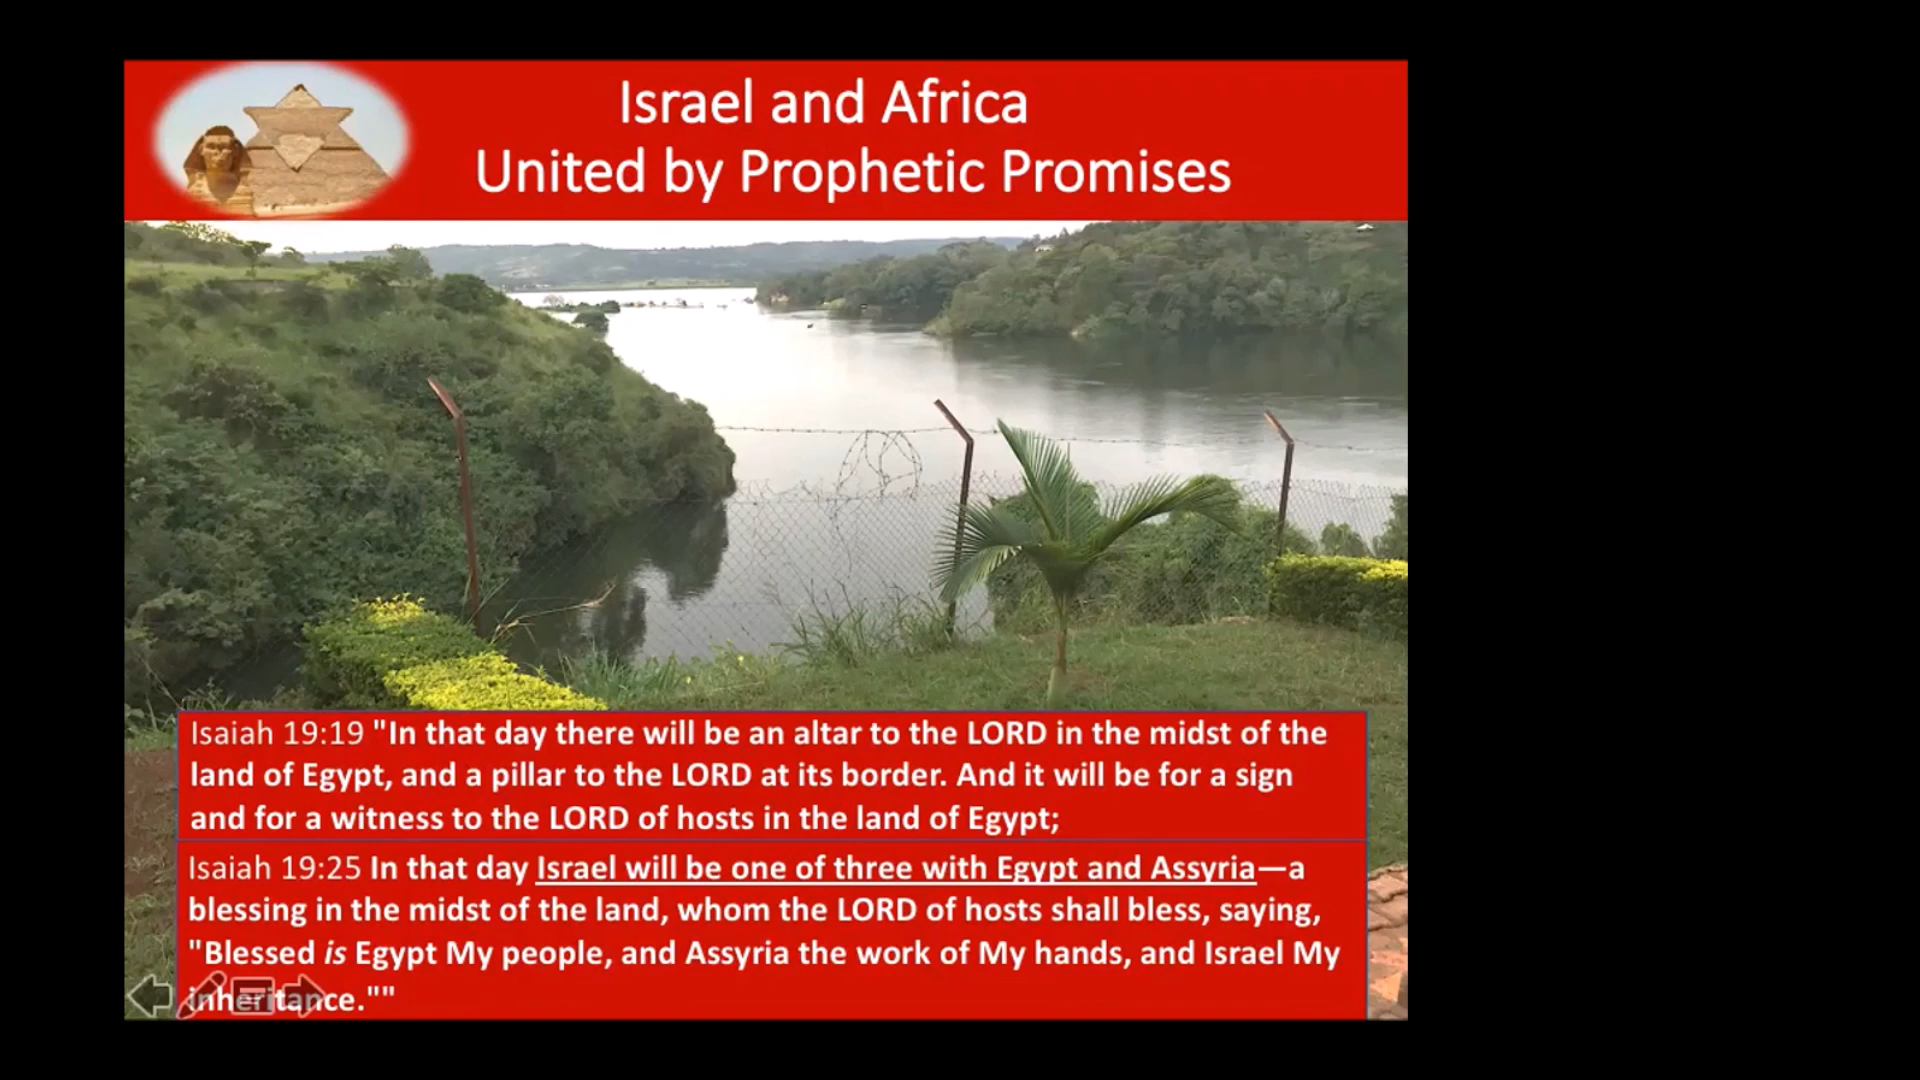 Israel and Africa
United by Prophetic Promises
Isaiah 19:19 "In that day there will be an altar to the LORD in the midst of the
land of Egypt, and a pillar to the LORD at its border. And it will be for a sign
and for a witness to the LORD of hosts in the land of Egypt;
Isaiah 19:25 In that day Israel will be one of three with Egypt and Assyria—a
blessing in the midst of the land, whom the LORD of hosts shall bless, saying,
"Blessed is Egypt My people, and Assyria the work of My hands, and Israel My
inheritance.""